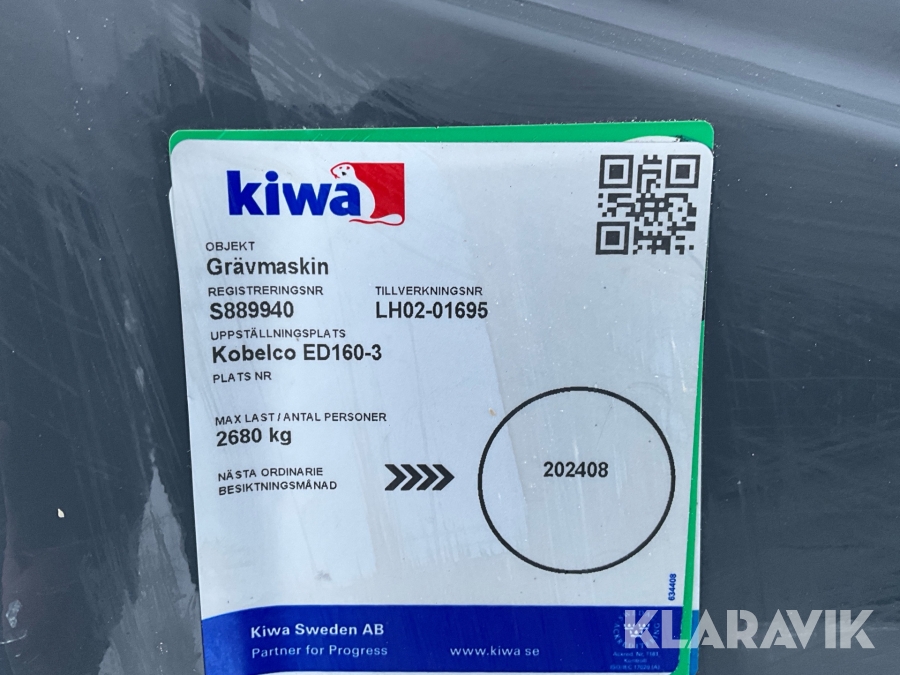 kiwa
OBJEKT
Grävmaskin
REGISTRERINGSNR TILLVERKNINGSNR
S889940 LH02-01695
UPPSTÄLLNINGSPLATS
Kobelco ED160-3
PLATS NR
MAX LAST / ANTAL PERSONER
2680 kg
NÄSTA ORDINARIE
BESIKTNINGSMÅNAD
202408
634408
Kiwa Sweden AB
Partner for Progress www.kiwa.se
KLARAVIK